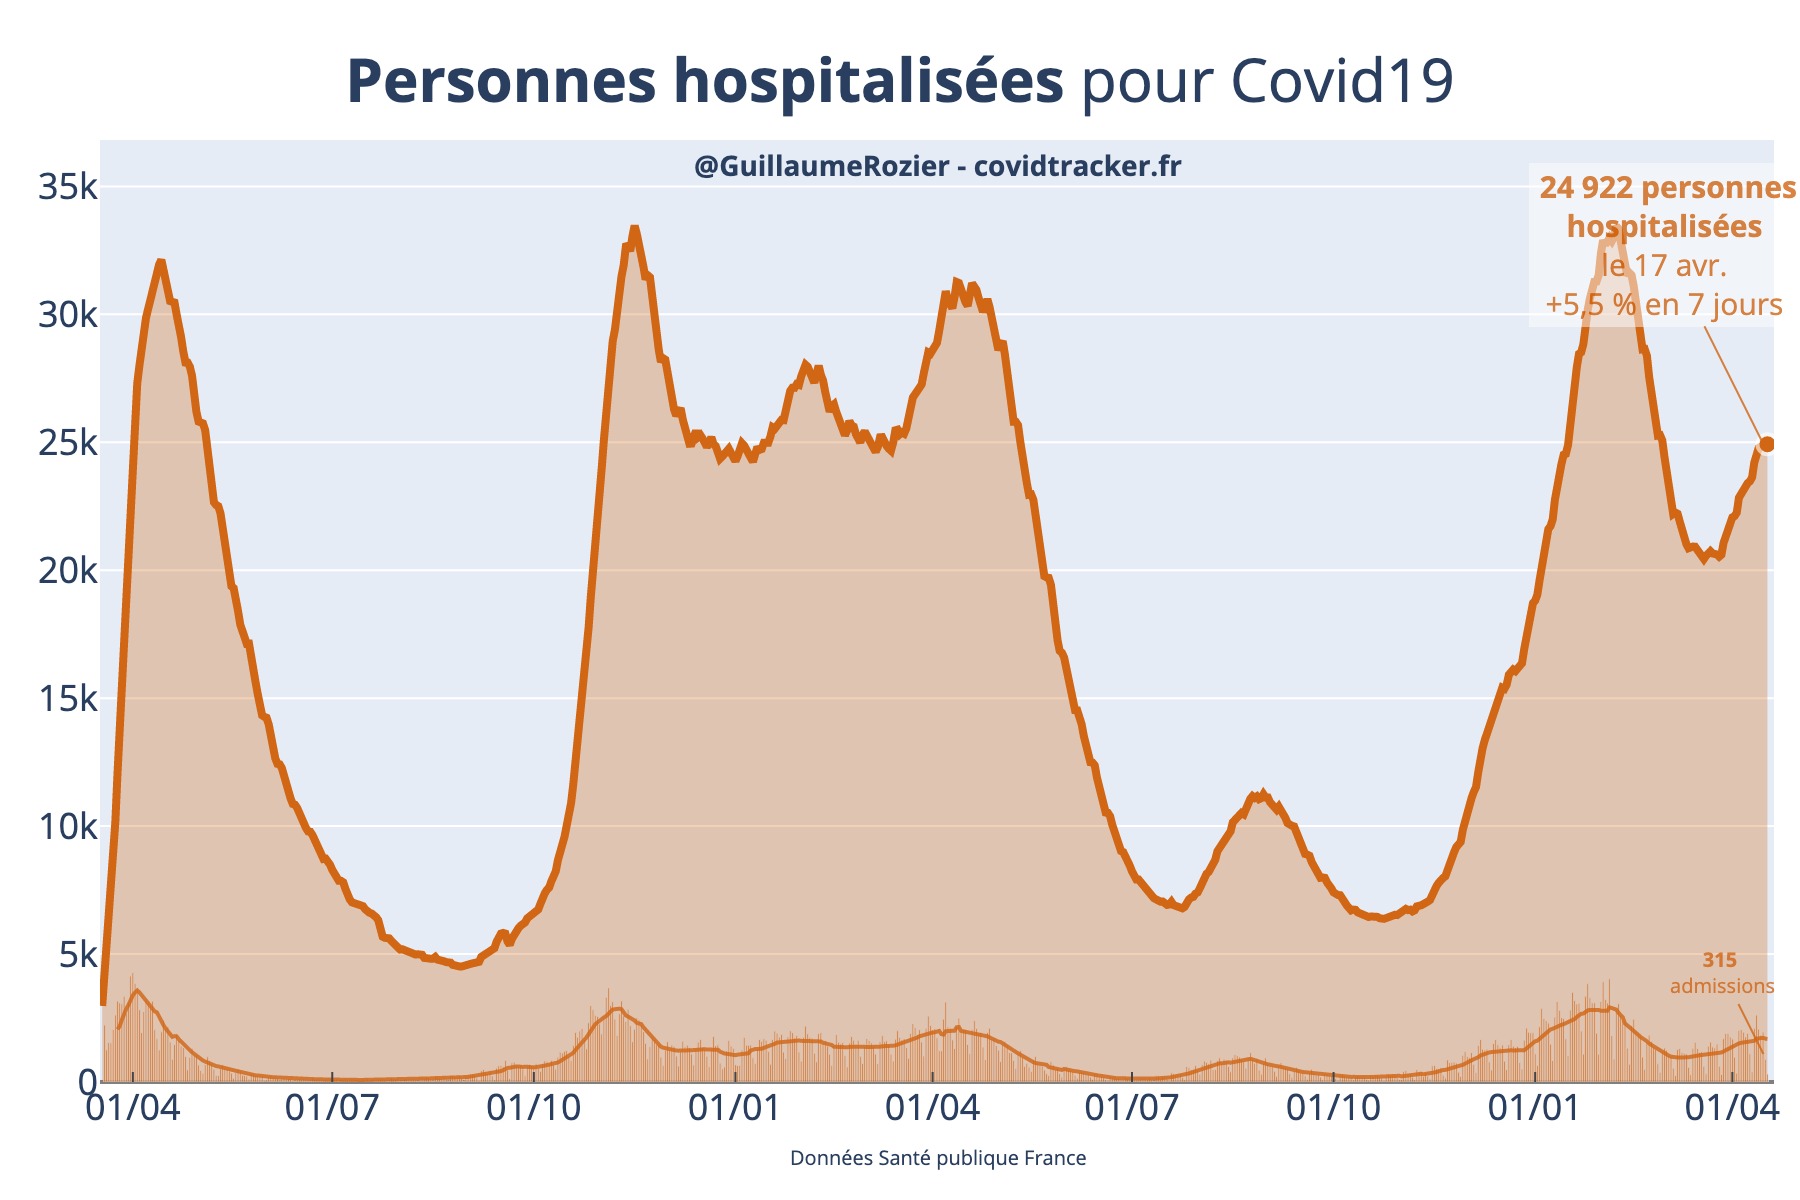 Personnes hospitalisées pour Covid19
@GuillaumeRozier - covidtracker.fr
24 922 personnes
hospitalisées
le 17 avr.
+5,5 % en 7 jours
35k
30k
25k
20k
15k
10k
5k
0
315
admissions
01/04
01/07
01/10
01/01
01/04
01/07
01/10
01/01
01/04
Données Santé publique France